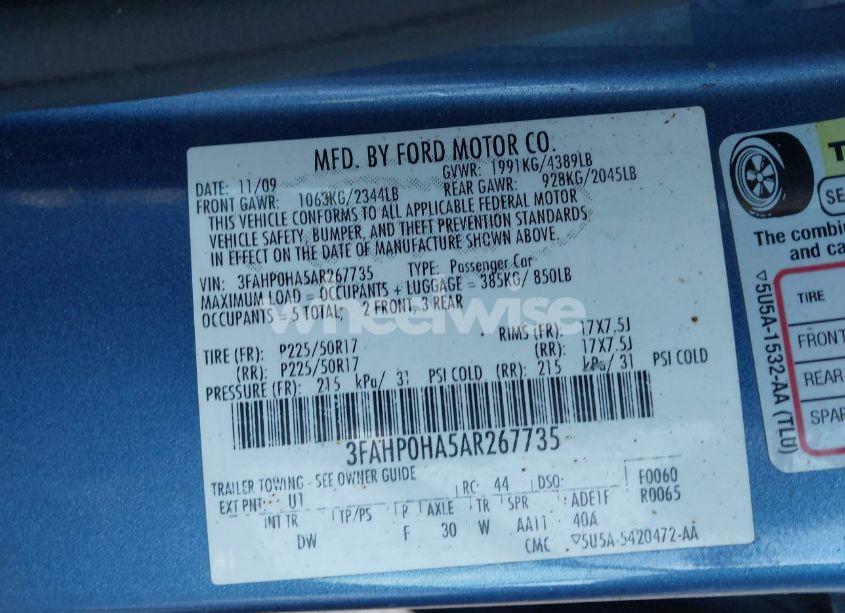 MFD. BY FORD MOTOR CO.
DATE: 11/09 GVWR: 1991KG/4389LB
FRONT GAWR: 1063KG/2344LB REAR GAWR: 928KG/2045LB
THIS VEHICLE CONFORMS TO ALL APPLICABLE FEDERAL MOTOR
VEHICLE SAFETY, BUMPER, AND THEFT PREVENTION STANDARDS
IN EFFECT ON THE DATE OF MANUFACTURE SHOWN ABOVE.
VIN: 3FAHP0HA5AR267735 TYPE: Passenger Car
MAXIMUM LOAD = OCCUPANTS + LUGGAGE = 385KG/ 850LB
OCCUPANTS = 5 TOTAL; 2 FRONT, 3 REAR
wheelwise
TIRE (FR): P225/50R17 RIMS (FR): 17X7.5J
(RR): P225/50R17 (RR): 17X7.5J
PRESSURE (FR): 215 kPa/ 31 PSI COLD (RR): 215 kPa/ 31 PSI COLD
3FAHP0HA5AR267735
TRAILER TOWING - SEE OWNER GUIDE
EXT PNT: U1 RC: 44 DSO: F0060
R0065
INT TR TP/PS P AXLE TR SPR ADEIF
DW F 30 W AA11 40A
CMC ▽5U5A-5420472-AA
T
SE
The combin
and ca
TIRE
FRONT
REAR
SPAR
▽5U5A-1532-AA (TLU)